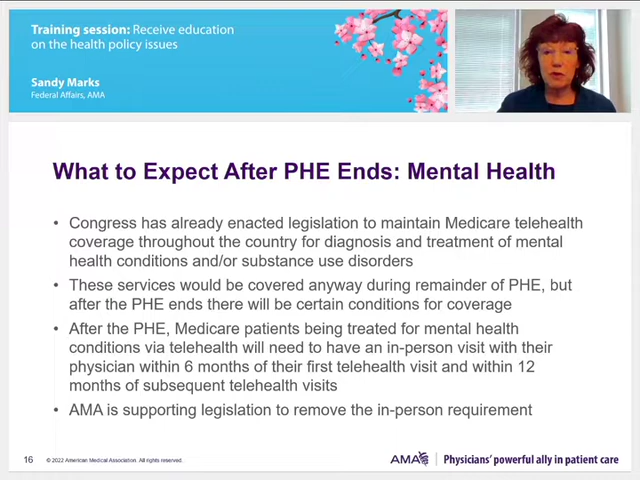 Training session: Receive education
on the health policy issues
Sandy Marks
Federal Affairs, AMA
What to Expect After PHE Ends: Mental Health
• Congress has already enacted legislation to maintain Medicare telehealth
coverage throughout the country for diagnosis and treatment of mental
health conditions and/or substance use disorders
• These services would be covered anyway during remainder of PHE, but
after the PHE ends there will be certain conditions for coverage
• After the PHE, Medicare patients being treated for mental health
conditions via telehealth will need to have an in-person visit with their
physician within 6 months of their first telehealth visit and within 12
months of subsequent telehealth visits
• AMA is supporting legislation to remove the in-person requirement
16 © 2022 American Medical Association. All rights reserved.
AMA Physicians' powerful ally in patient care